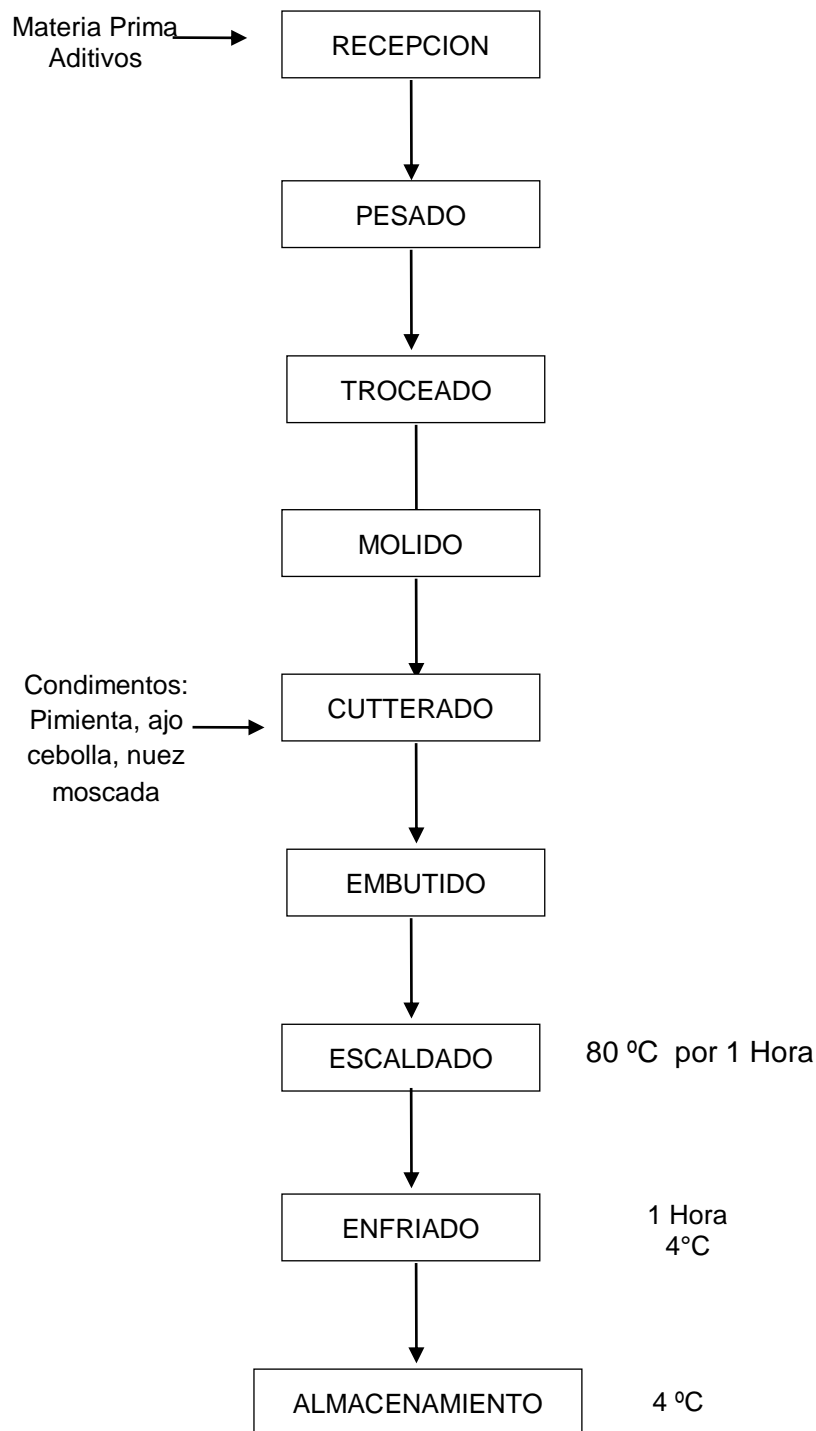 Materia Prima
Aditivos
RECEPCION
PESADO
TROCEADO
MOLIDO
Condimentos:
Pimienta, ajo
cebolla, nuez
moscada
CUTTERADO
EMBUTIDO
ESCALDADO
80 ºC por 1 Hora
ENFRIADO
1 Hora
4°C
ALMACENAMIENTO
4 ºC